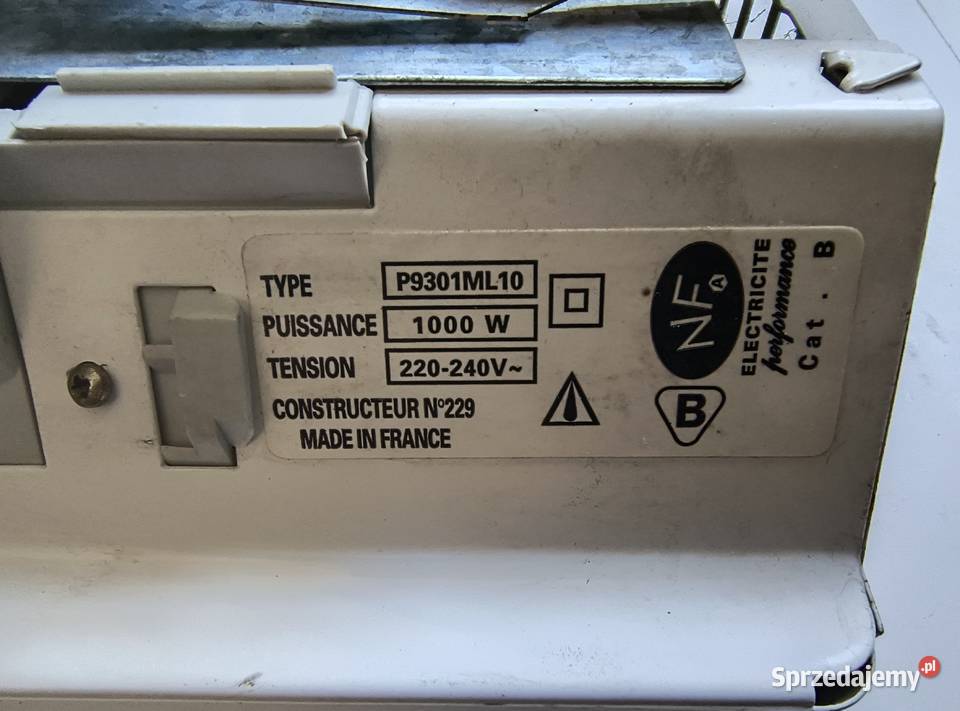 TYPE P9301ML10
PUISSANCE 1000 W
TENSION 220-240V~
CONSTRUCTEUR N°229
MADE IN FRANCE
NF
A
ELECTRICITE
performance
Cat . B
B
Sprzedajemy.pl